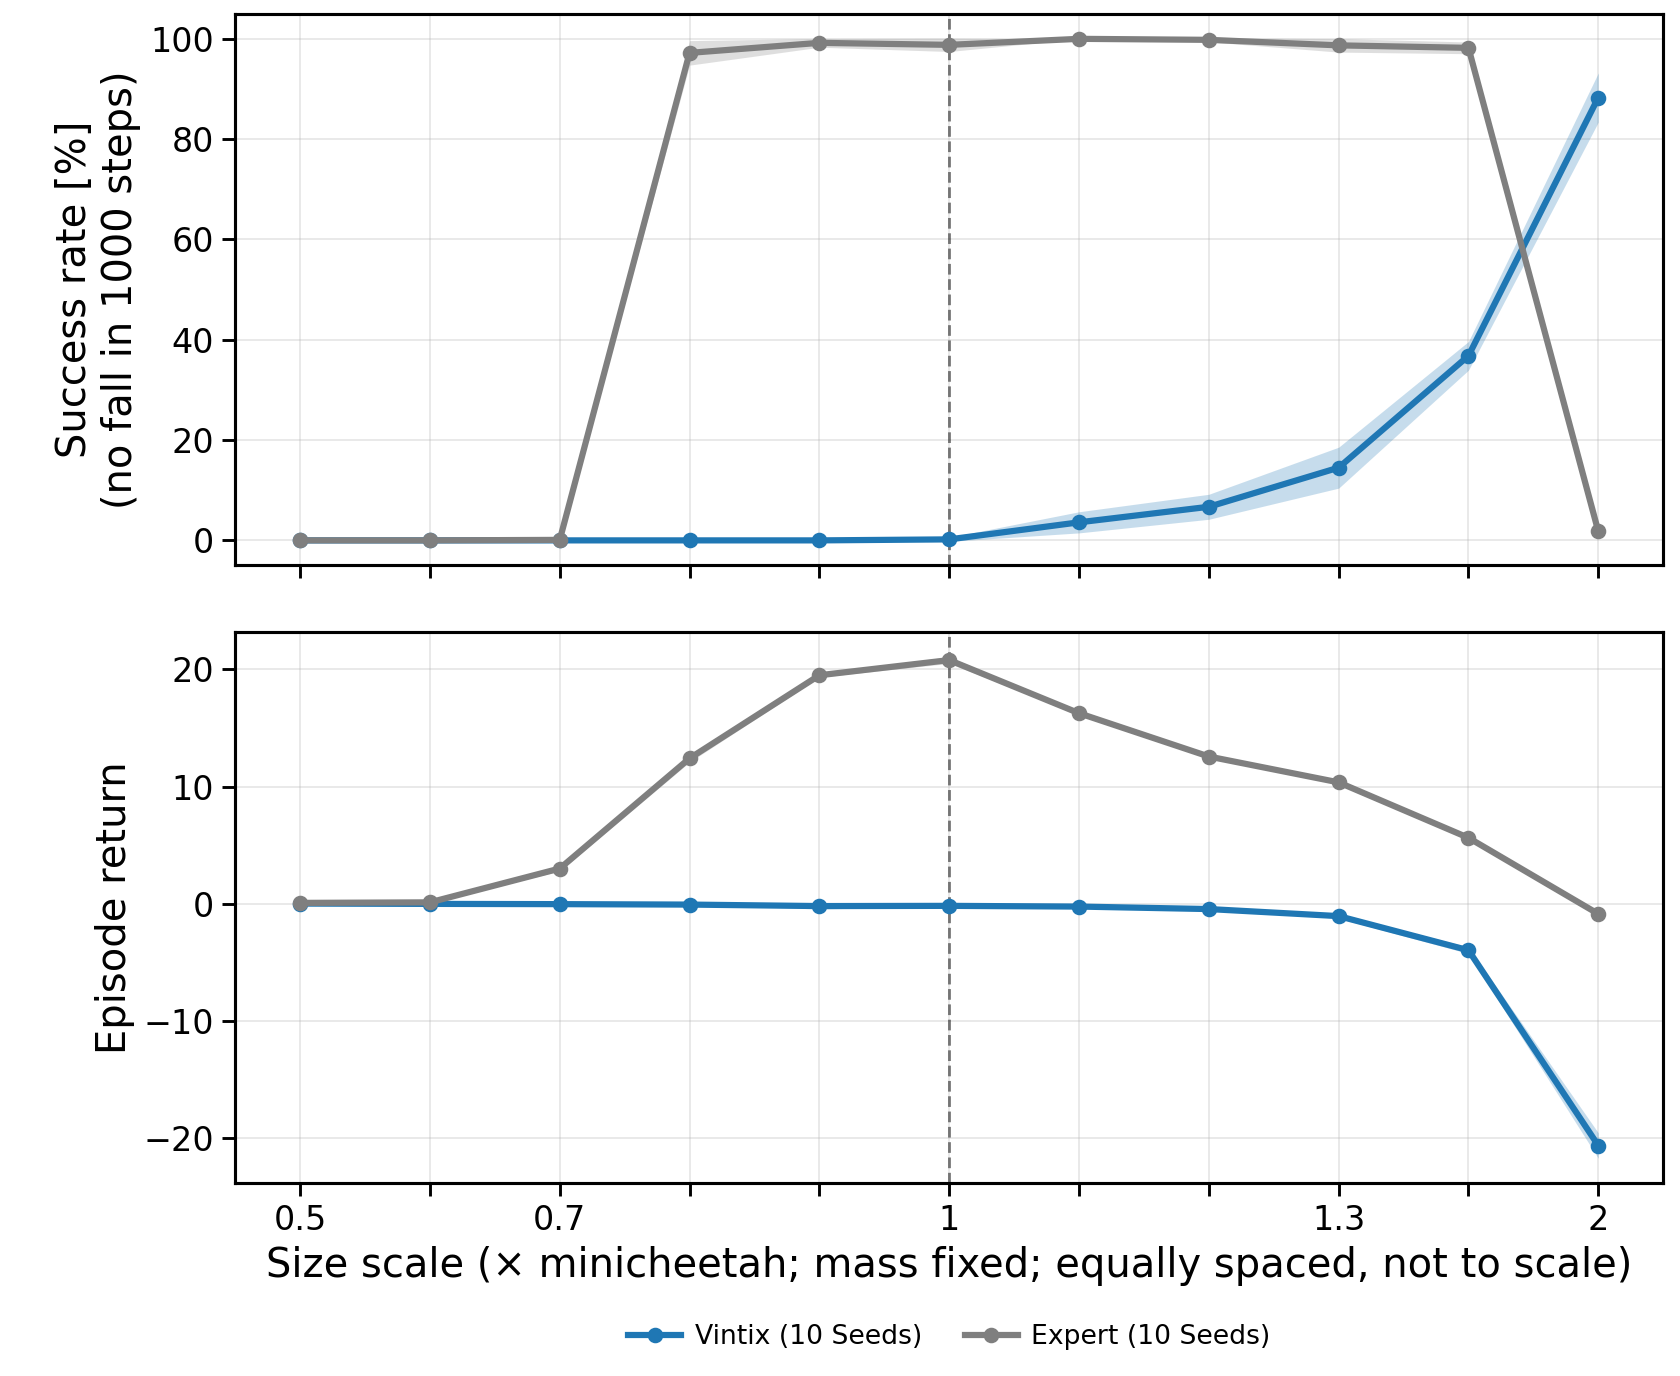 Success rate [%]
(no fall in 1000 steps)
100
80
60
40
20
0
Episode return
20
10
0
−10
−20
0.5
0.7
1
1.3
2
Size scale (× minicheetah; mass fixed; equally spaced, not to scale)
Vintix (10 Seeds)
Expert (10 Seeds)